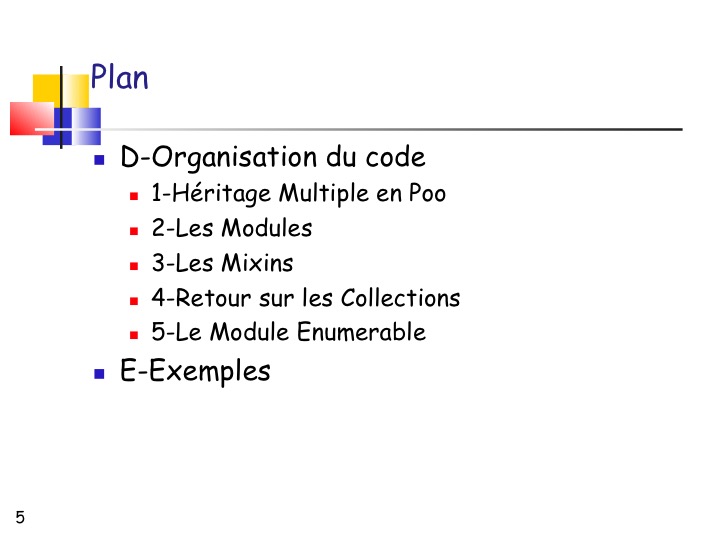 Plan
D-Organisation du code
1-Héritage Multiple en Poo
2-Les Modules
3-Les Mixins
4-Retour sur les Collections
5-Le Module Enumerable
E-Exemples
5